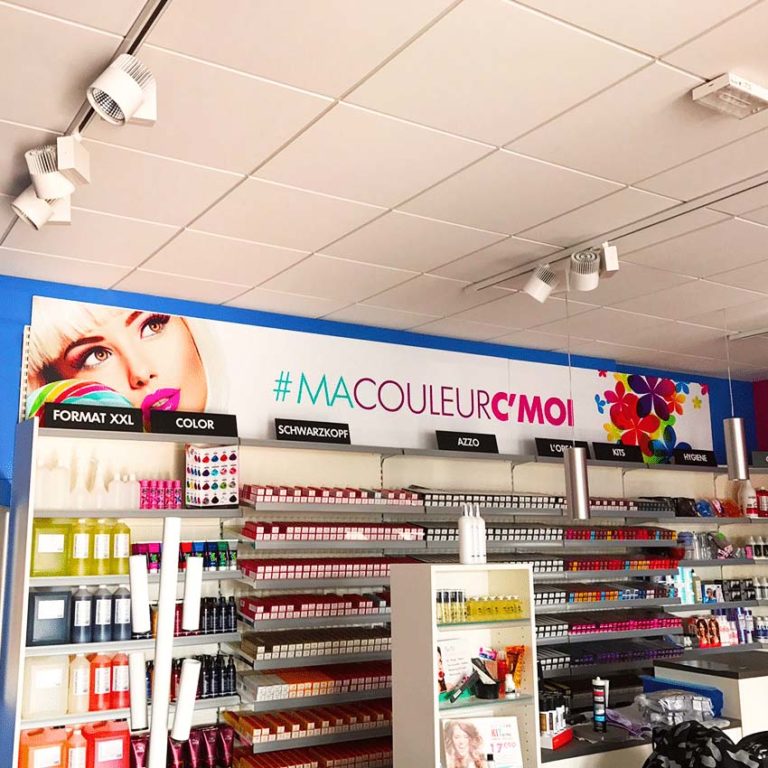 #MACOULEURC'MOI
FORMAT XXL
COLOR
SCHWARZKOPF
AZZO
L'OREAL
KITS
HYGIENE